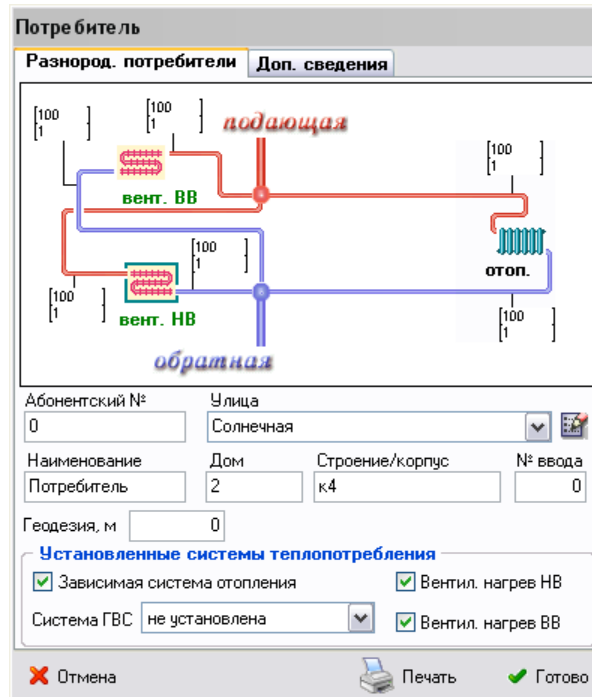 Потребитель
Разнород. потребители Доп. сведения
100
1
100
1
подающая
100
1
вент. ВВ
100
1
отоп.
100
1
вент. НВ
100
1
обратная
Абонентский № Улица
0 Солнечная
Наименование Дом Строение/корпус № ввода
Потребитель 2 к4 0
Геодезия, м 0
Установленные системы теплопотребления
Зависимая система отопления Вентил. нагрев НВ
Система ГВС не установлена Вентил. нагрев ВВ
Отмена Печать Готово